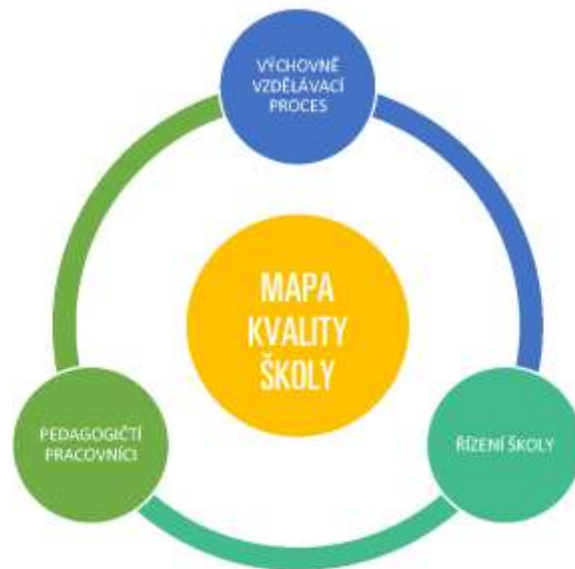 VÝCHOVNĚ
VZDĚLÁVACÍ
PROCES
MAPA
KVALITY
ŠKOLY
PEDAGOGIČTÍ
PRACOVNÍCI
ŘÍZENÍ ŠKOLY